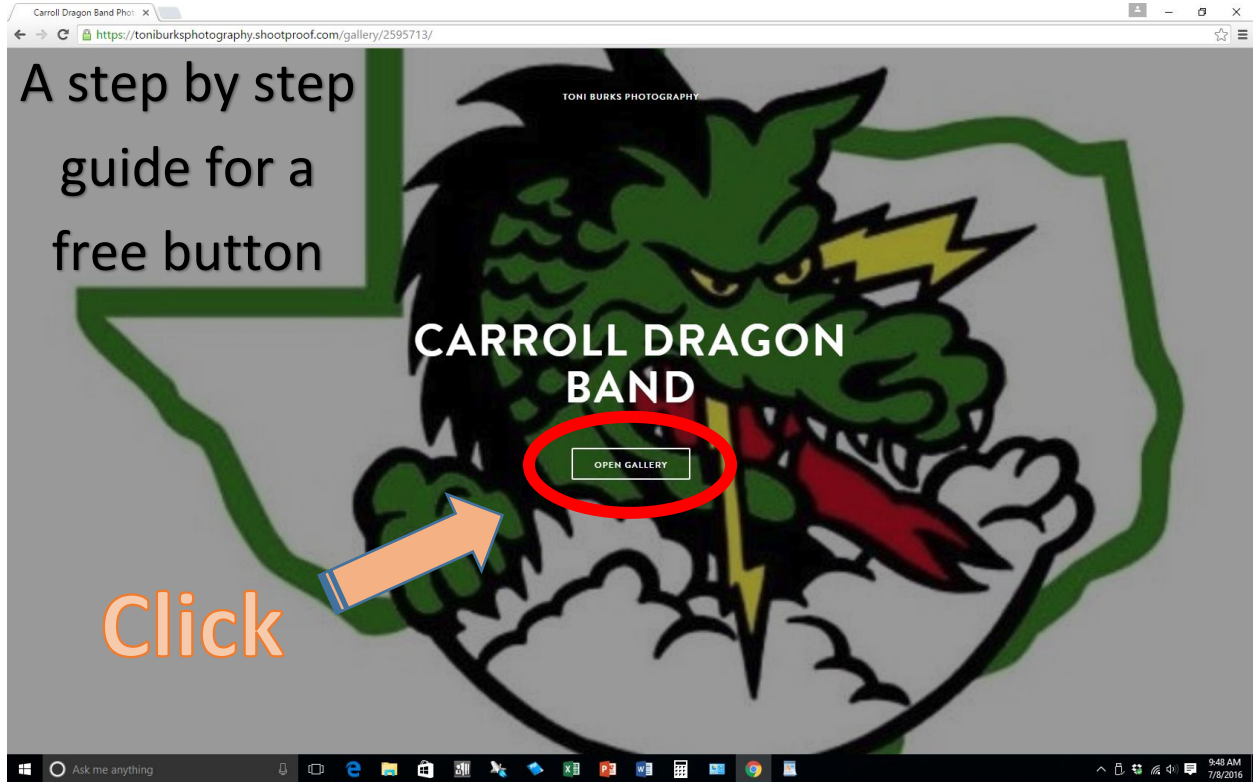 Carroll Dragon Band Phot
https://toniburksphotography.shootproof.com/gallery/2595713/
A step by step
guide for a
free button
TONI BURKS PHOTOGRAPHY
CARROLL DRAGON
BAND
OPEN GALLERY
Click
Ask me anything
9:48 AM
7/8/2016